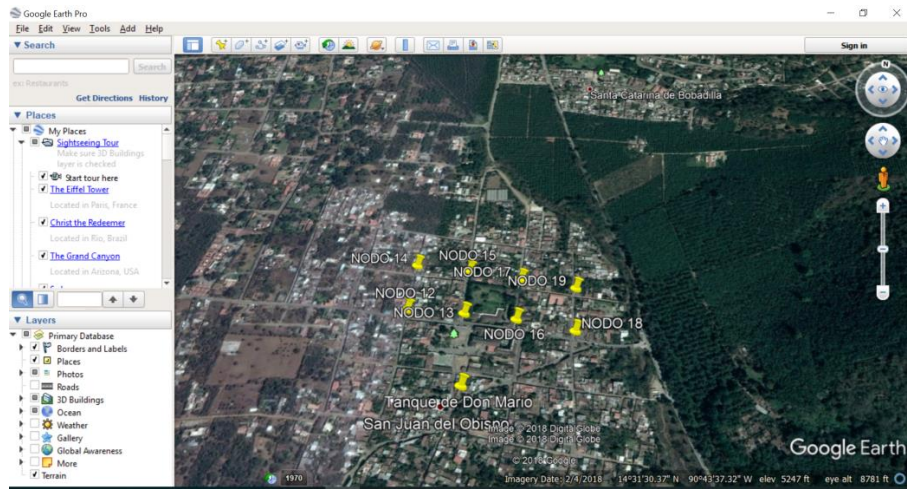 Google Earth Pro
File Edit View Tools Add Help
Search
Sign in
Search
ex: Restaurants
Get Directions History
Places
My Places
Sightseeing Tour
Make sure 3D Buildings
layer is checked
Start tour here
The Eiffel Tower
Located in Paris, France
Christ the Redeemer
Located in Rio, Brazil
The Grand Canyon
Located in Arizona, USA
Layers
Primary Database
Borders and Labels
Places
Photos
Roads
3D Buildings
Ocean
Weather
Gallery
Global Awareness
More
Terrain
N
Santa Catarina de Bobadilla
NODO 14
NODO 15
NODO 17
NODO 19
NODO 12
NODO 13
NODO 16
NODO 18
Tanque de Don Mario
San Juan del Obispo
Image © 2018 DigitalGlobe
Image © 2018 DigitalGlobe
© 2018 Google
Google Earth
1970
Imagery Date: 2/4/2018 14°31'30.37" N 90°43'37.32" W elev 5247 ft eye alt 8781 ft